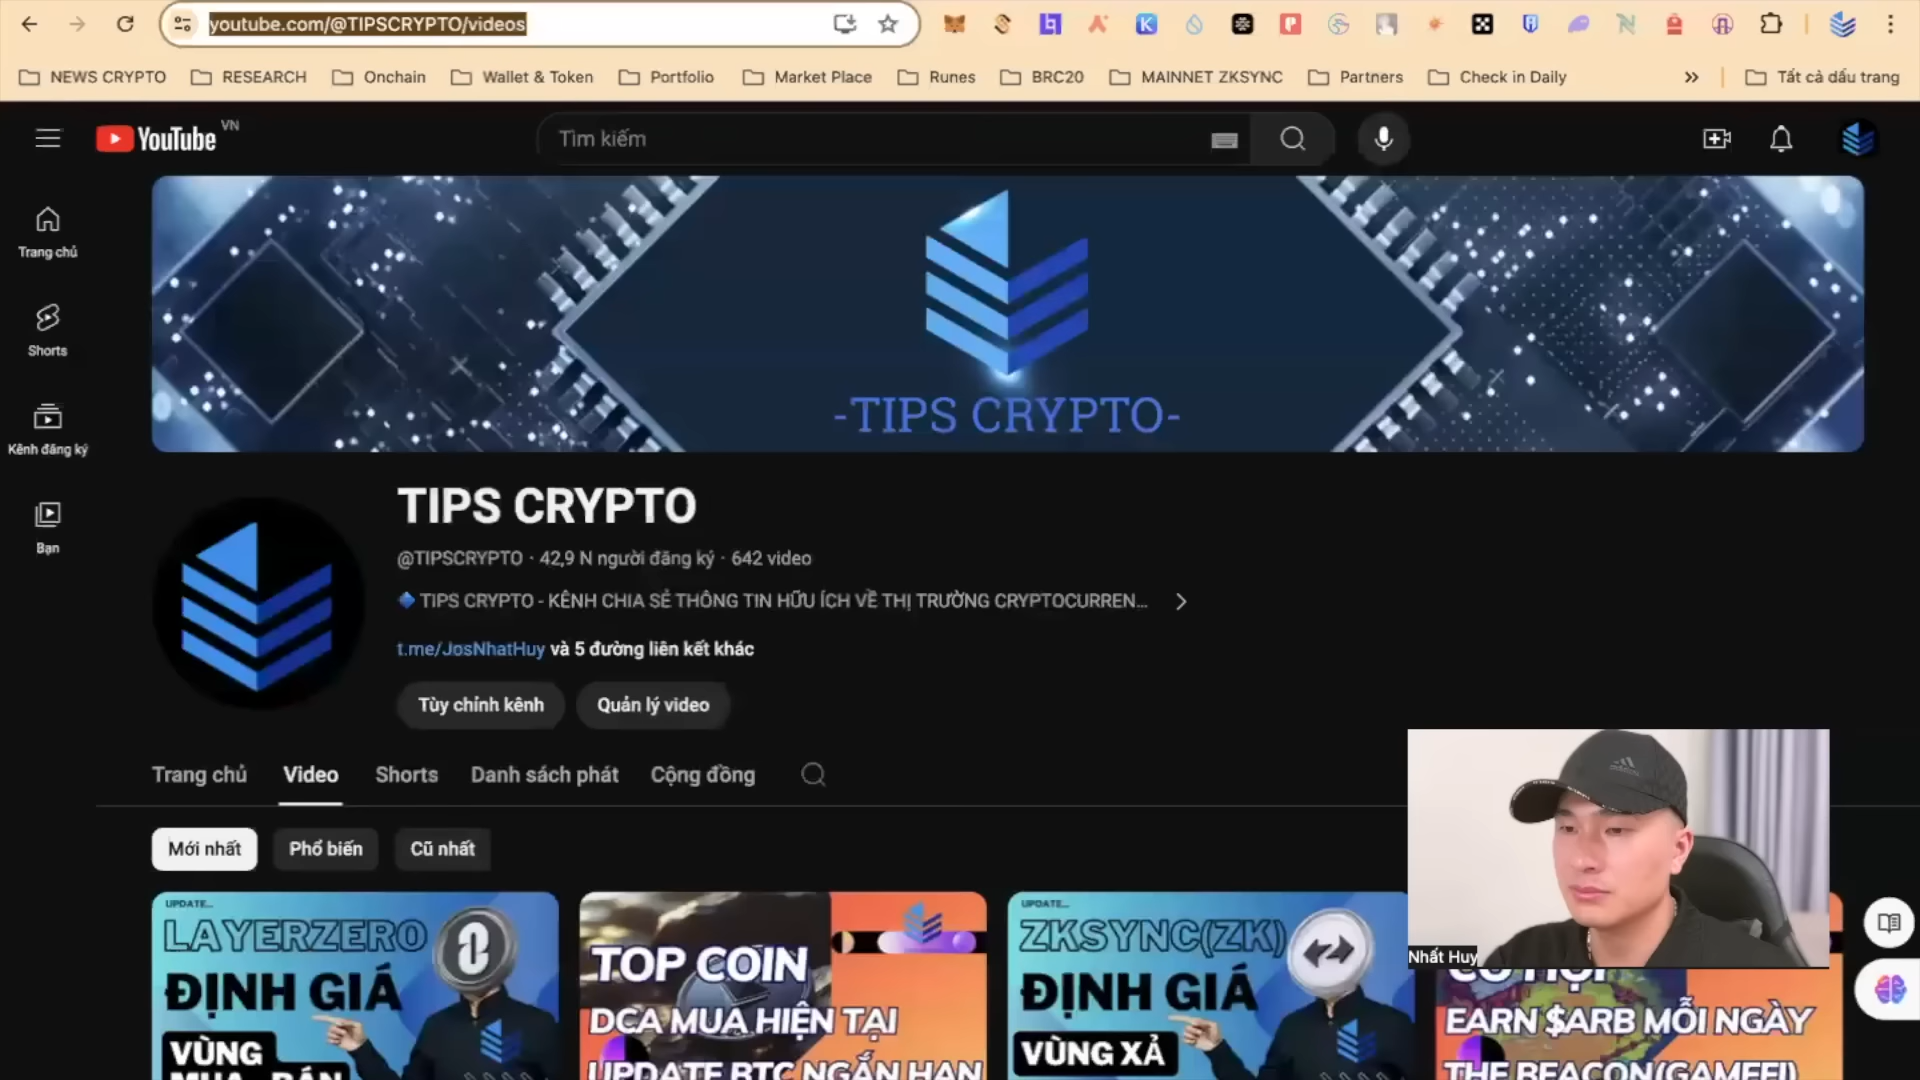 youtube.com/@TIPSCRYPTO/videos
NEWS CRYPTO
RESEARCH
Onchain
Wallet & Token
Portfolio
Market Place
Runes
BRC20
MAINNET ZKSYNC
Partners
Check in Daily
»
Tất cả dấu trang
YouTube VN
Tìm kiếm
Trang chủ
Shorts
Kênh đăng ký
Bạn
-TIPS CRYPTO-
TIPS CRYPTO
@TIPSCRYPTO · 42,9 N người đăng ký · 642 video
TIPS CRYPTO - KÊNH CHIA SẺ THÔNG TIN HỮU ÍCH VỀ THỊ TRƯỜNG CRYPTOCURREN...
t.me/JosNhatHuy và 5 đường liên kết khác
Tùy chỉnh kênh
Quản lý video
Trang chủ
Video
Shorts
Danh sách phát
Cộng đồng
Mới nhất
Phổ biến
Cũ nhất
UPDATE...
LAYERZERO
ĐỊNH GIÁ
VÙNG
MUA - BÁN
TOP COIN
DCA MUA HIỆN TẠI
UPDATE BTC NGẮN HẠN
UPDATE...
ZKSYNC(ZK)
ĐỊNH GIÁ
VÙNG XẢ
CƠ HỘI
EARN $ARB MỖI NGÀY
THE BEACON(GAMEFI)
Nhất Huy